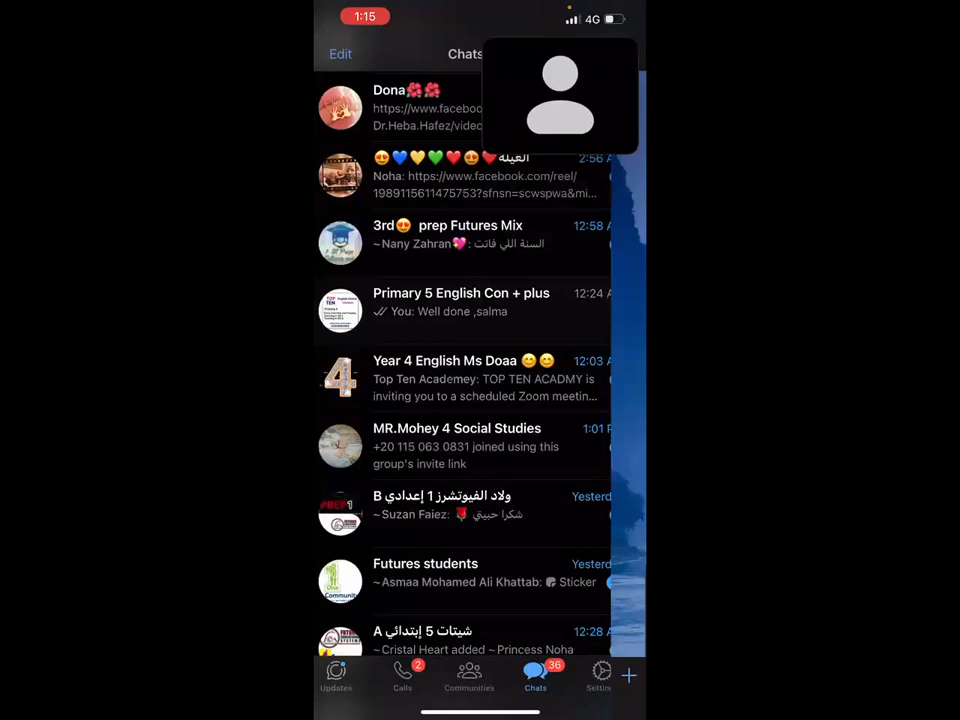 1:15
4G
Edit
Chats
Dona🌺🌺
https://www.faceboo
Dr.Heba.Hafez/video
😍💙💛💚❤️😍❤️العيلة
2:56 A
Noha: https://www.facebook.com/reel/
1989115611475753?sfnsn=scwspwa&mi...
3rd😍 prep Futures Mix
12:58 A
~Nany Zahran💖: السنة اللي فاتت
Primary 5 English Con + plus
12:24 A
You: Well done ,salma
Year 4 English Ms Doaa 😊😊
12:03 A
Top Ten Academey: TOP TEN ACADMY is
inviting you to a scheduled Zoom meetin...
MR.Mohey 4 Social Studies
1:01 P
+20 115 063 0831 joined using this
group's invite link
ولاد الفيوتشرز 1 إعدادي B
Yesterd
~Suzan Faiez: 🌹 شكرا حبيبتي
Futures students
Yesterd
~Asmaa Mohamed Ali Khattab: Sticker
شيتات 5 إبتدائي A
12:28 A
~Cristal Heart added ~Princess Noha
2
36
Updates
Calls
Communities
Chats
Settin